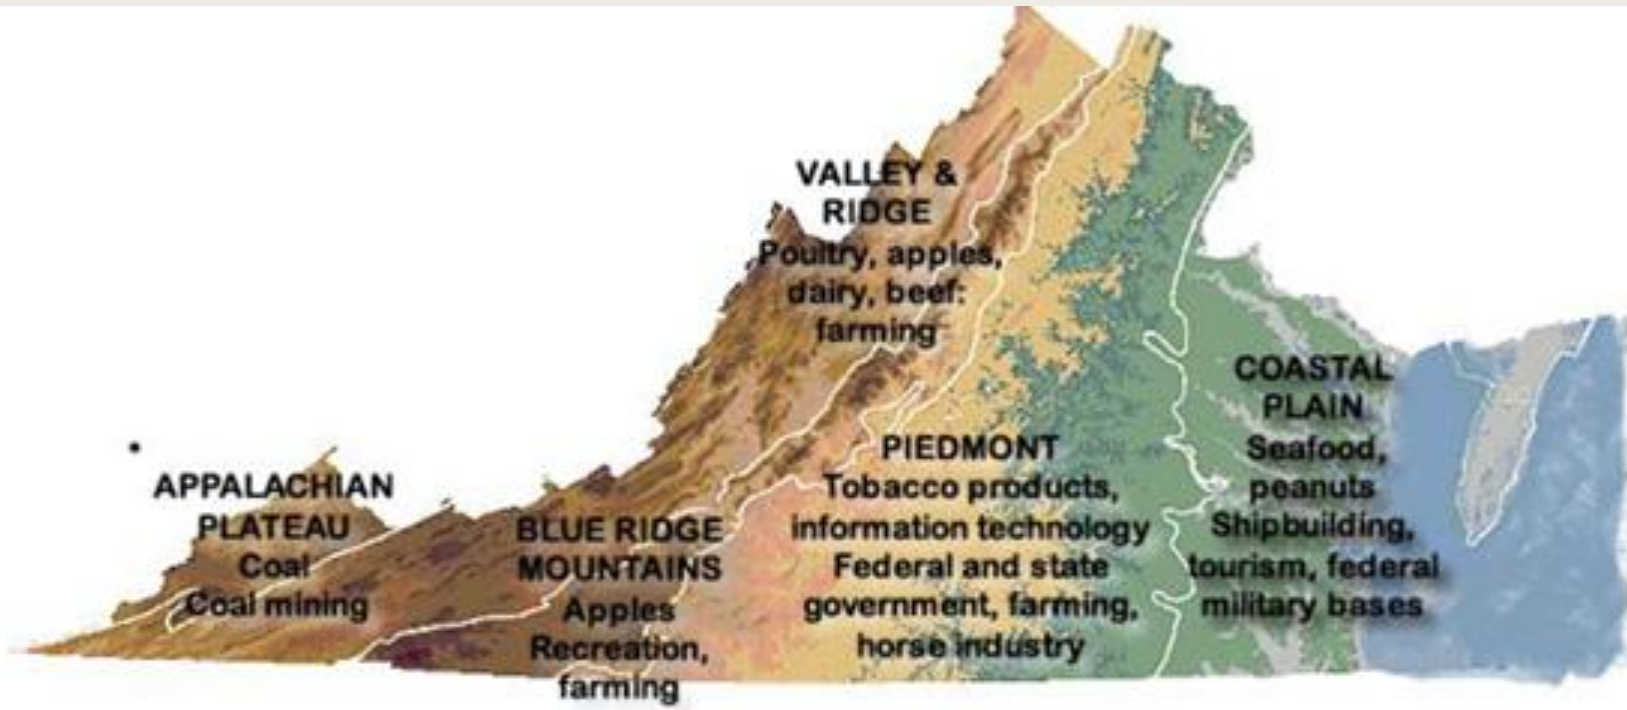 VALLEY &
RIDGE
Poultry, apples,
dairy, beef:
farming
APPALACHIAN
PLATEAU
Coal
Coal mining
BLUE RIDGE
MOUNTAINS
Apples
Recreation,
farming
PIEDMONT
Tobacco products,
information technology
Federal and state
government, farming,
horse industry
COASTAL
PLAIN
Seafood,
peanuts
Shipbuilding,
tourism, federal
military bases